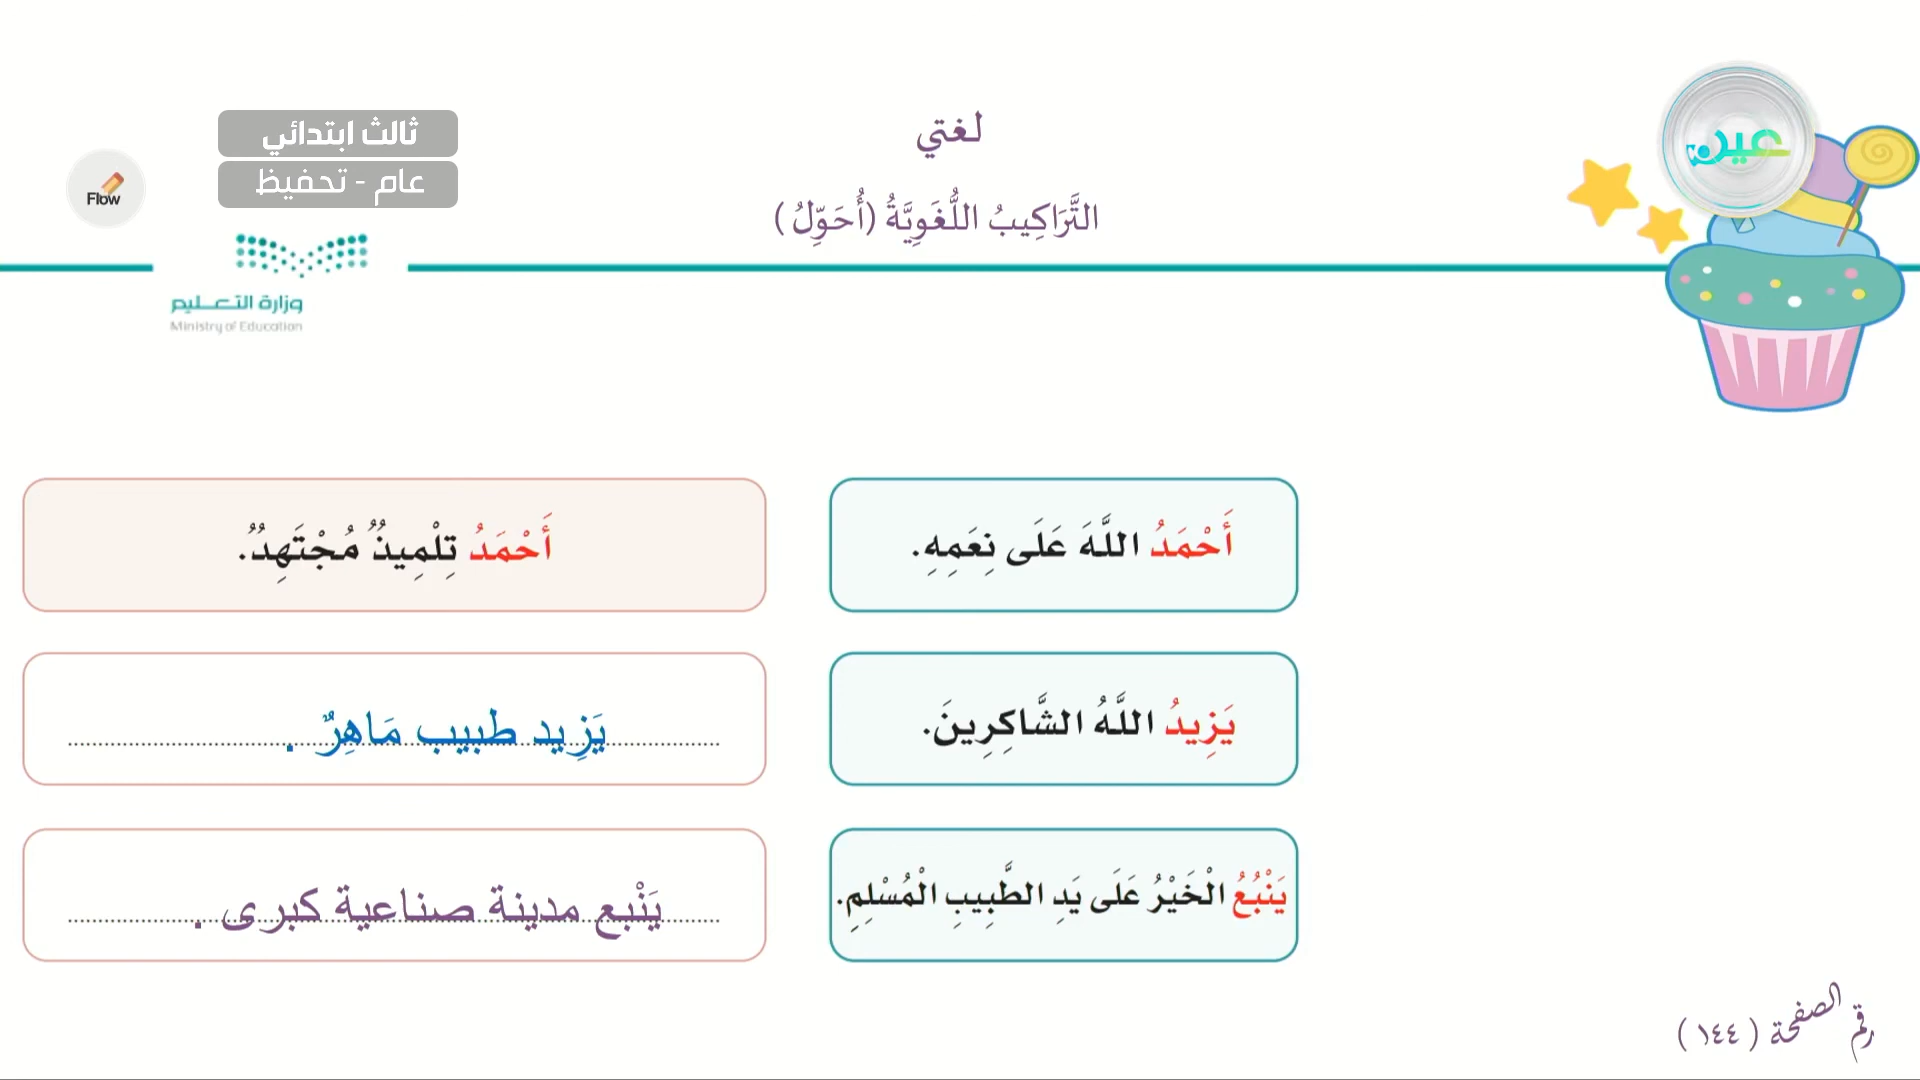 لغتي
التَّرَاكِيبُ اللُّغَوِيَّةُ (أُحَوِّلُ )
عين
ثالث ابتدائي
عام - تحفيظ
Flow
وزارة التعليم
Ministry of Education
أَحْمَدُ اللَّهَ عَلَى نِعَمِهِ.
أَحْمَدُ تِلْمِيذٌ مُجْتَهِدٌ.
يَزِيدُ اللَّهُ الشَّاكِرِينَ.
يَزِيد طبيب مَاهِرٌ .
يَنْبُعُ الْخَيْرُ عَلَى يَدِ الطَّبِيبِ الْمُسْلِمِ.
يَنْبع مدينة صناعية كبرى .
رقم الصفحة ( ١٤٤ )